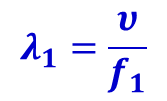 λ₁ = υ / f₁